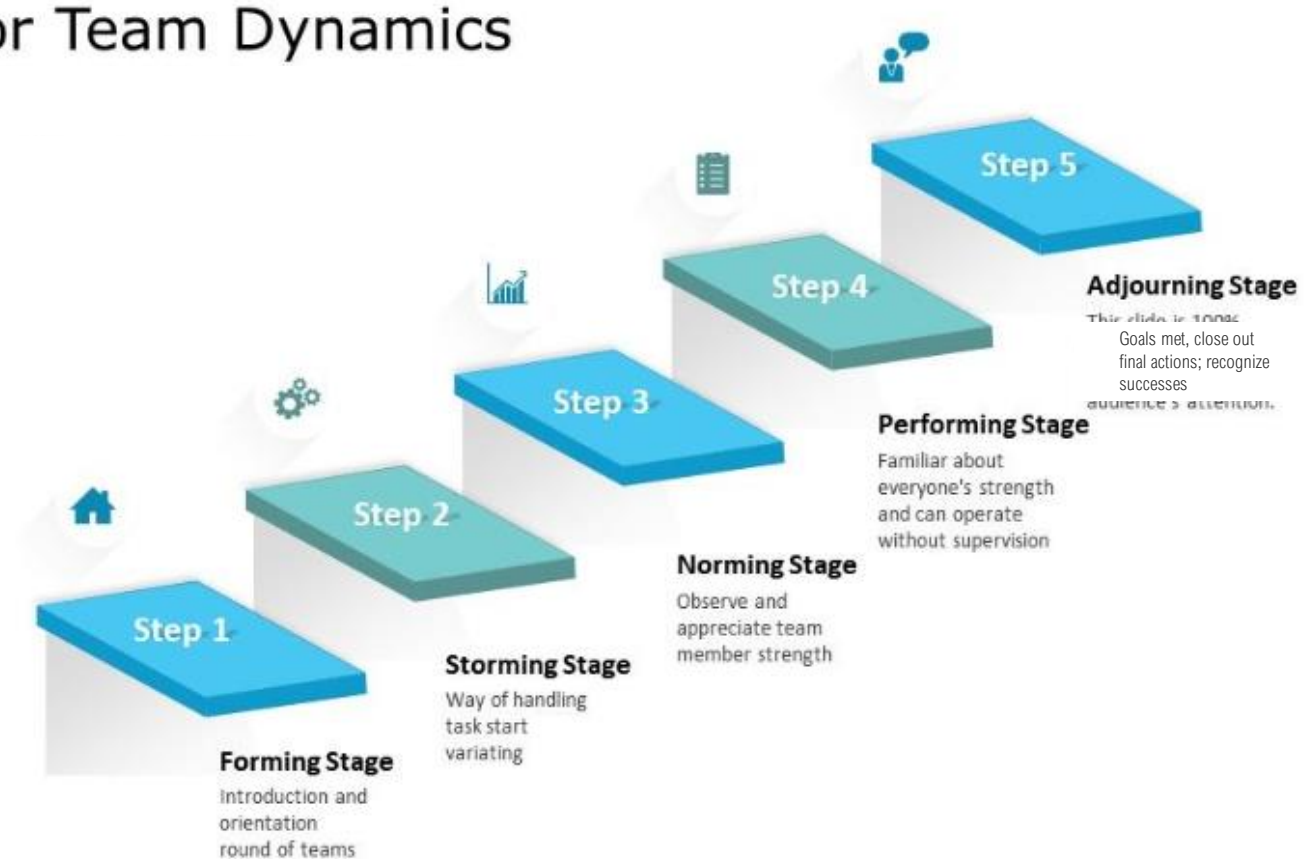 or Team Dynamics
Step 1
Forming Stage
Introduction and
orientation
round of teams
Step 2
Storming Stage
Way of handling
task start
variating
Step 3
Norming Stage
Observe and
appreciate team
member strength
Step 4
Performing Stage
Familiar about
everyone's strength
and can operate
without supervision
Step 5
Adjourning Stage
This slide is 100%
Goals met, close out
final actions; recognize
successes
audience's attention.